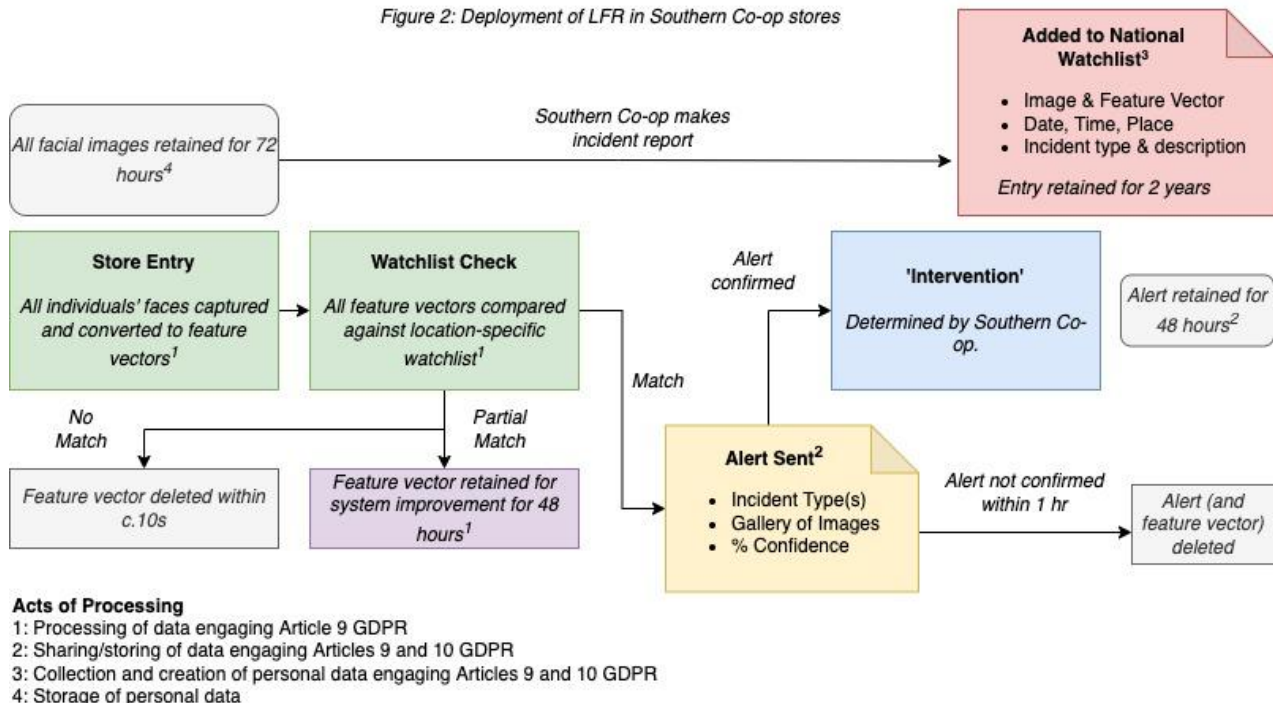 Figure 2: Deployment of LFR in Southern Co-op stores
Added to National
Watchlist3
• Image & Feature Vector
• Date, Time, Place
• Incident type & description
Entry retained for 2 years
All facial images retained for 72
hours4
Southern Co-op makes
incident report
Store Entry
All individuals' faces captured
and converted to feature
vectors1
Watchlist Check
All feature vectors compared
against location-specific
watchlist1
Alert
confirmed
'Intervention'
Determined by Southern Co-
op.
Alert retained for
48 hours2
Match
No
Match
Partial
Match
Feature vector deleted within
c.10s
Feature vector retained for
system improvement for 48
hours1
Alert Sent2
• Incident Type(s)
• Gallery of Images
• % Confidence
Alert not confirmed
within 1 hr
Alert (and
feature vector)
deleted
Acts of Processing
1: Processing of data engaging Article 9 GDPR
2: Sharing/storing of data engaging Articles 9 and 10 GDPR
3: Collection and creation of personal data engaging Articles 9 and 10 GDPR
4: Storage of personal data